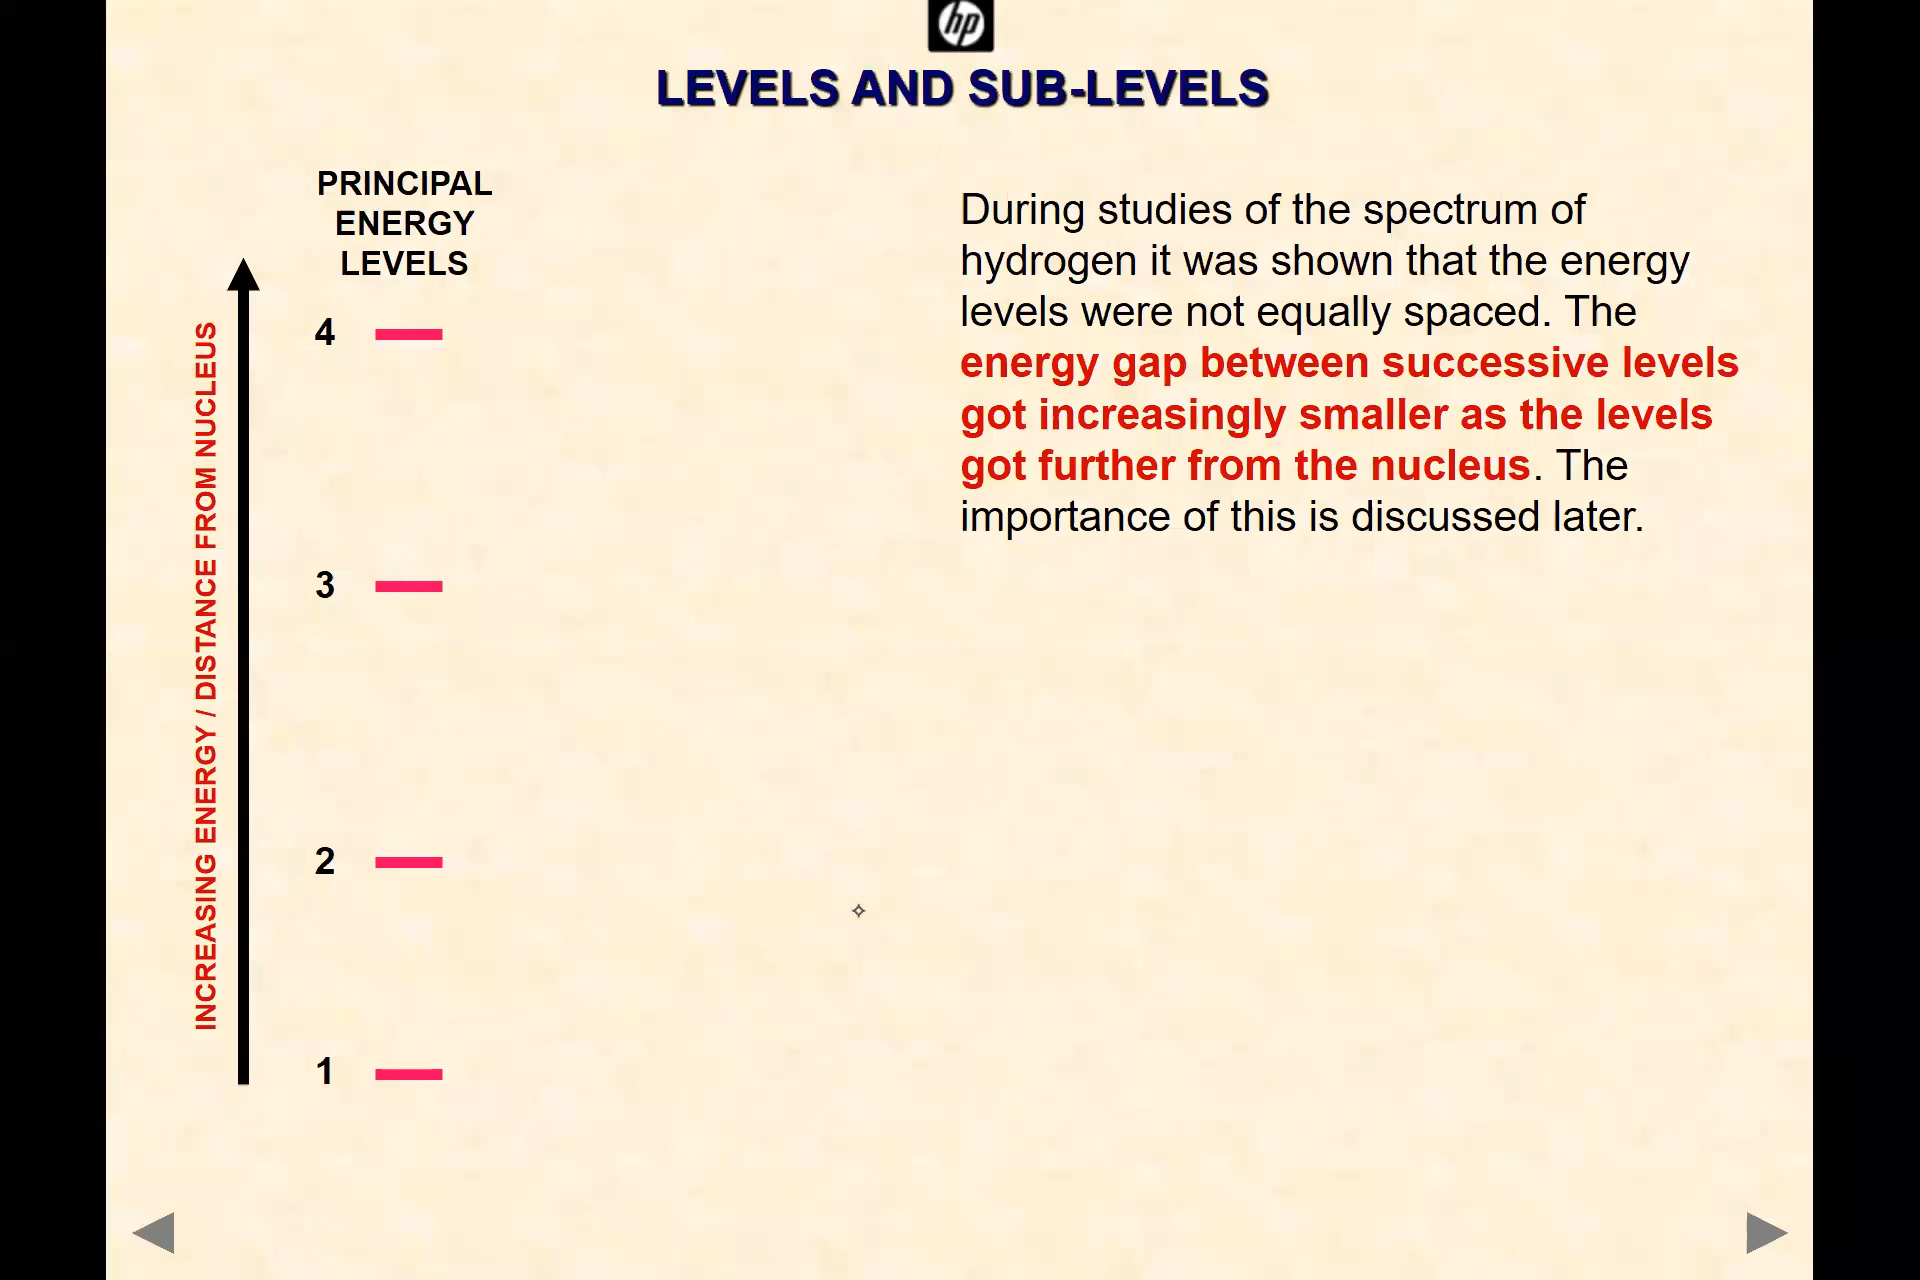 hp
LEVELS AND SUB-LEVELS
PRINCIPAL
ENERGY
LEVELS
INCREASING ENERGY / DISTANCE FROM NUCLEUS
4
3
2
1
During studies of the spectrum of
hydrogen it was shown that the energy
levels were not equally spaced. The
energy gap between successive levels
got increasingly smaller as the levels
got further from the nucleus. The
importance of this is discussed later.